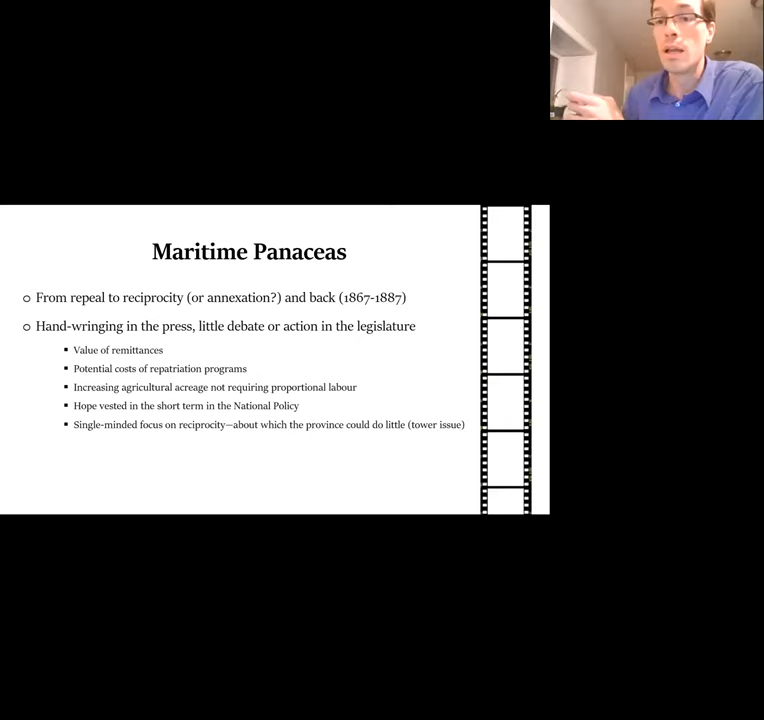 Maritime Panaceas
From repeal to reciprocity (or annexation?) and back (1867-1887)
Hand-wringing in the press, little debate or action in the legislature
Value of remittances
Potential costs of repatriation programs
Increasing agricultural acreage not requiring proportional labour
Hope vested in the short term in the National Policy
Single-minded focus on reciprocity—about which the province could do little (tower issue)